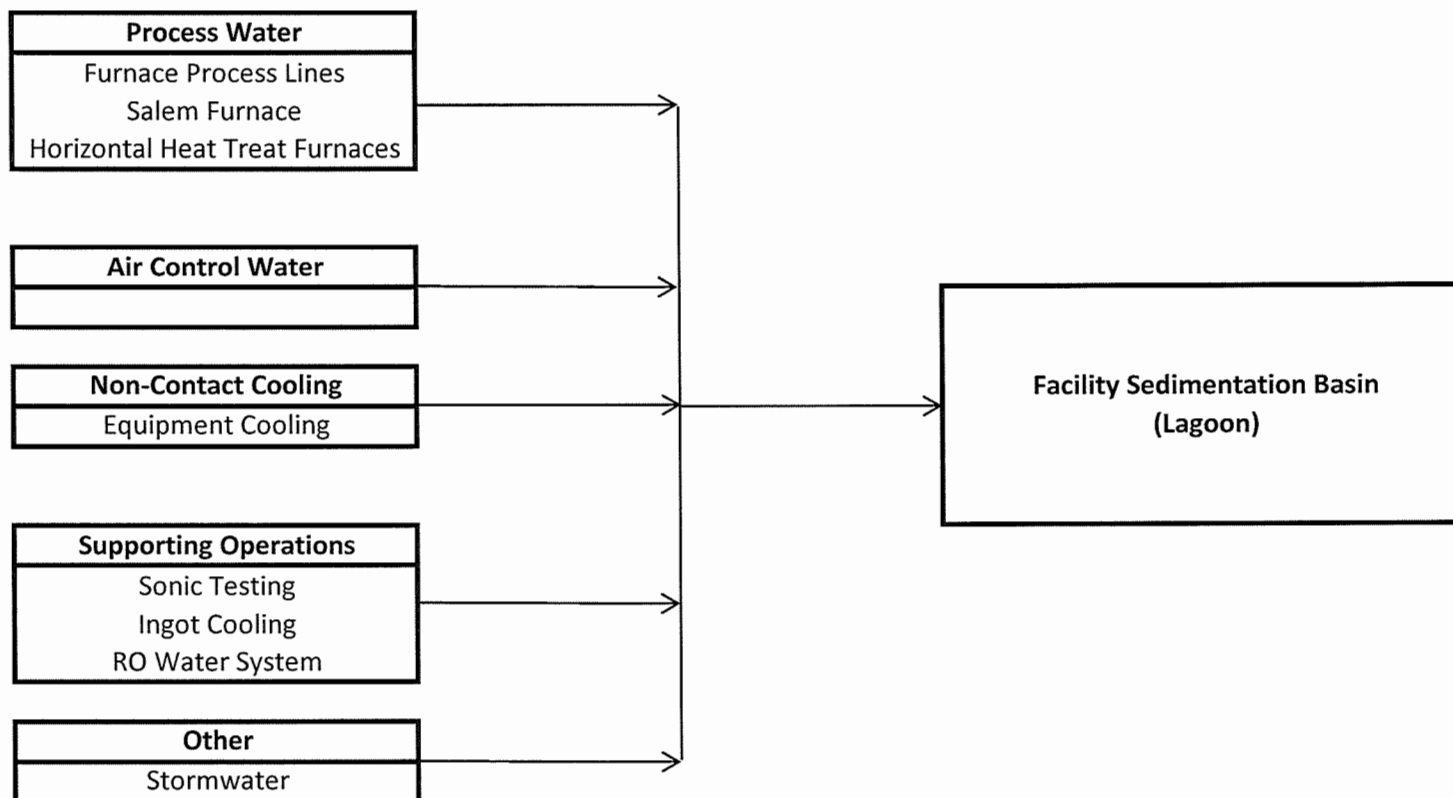 Process Water
Furnace Process Lines
Salem Furnace
Horizontal Heat Treat Furnaces
Air Control Water
Non-Contact Cooling
Equipment Cooling
Supporting Operations
Sonic Testing
Ingot Cooling
RO Water System
Other
Stormwater
Facility Sedimentation Basin
(Lagoon)